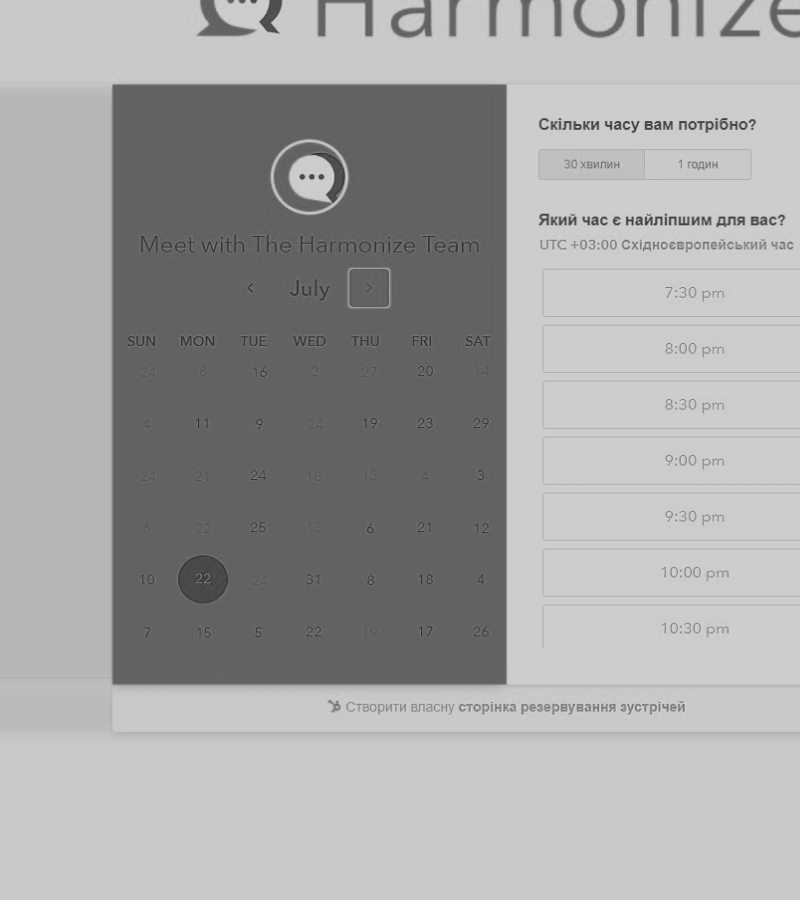 Harmonize
Meet with The Harmonize Team
July
SUN MON TUE WED THU FRI SAT
24 8 16 2 27 20 14
4 11 9 24 19 23 29
24 21 24 4 3
6 22 25 13 6 21 12
10 22 24 31 8 18 4
7 15 5 22 19 17 26
Скільки часу вам потрібно?
30 хвилин 1 годин
Який час є найліпшим для вас?
UTC +03:00 Східноєвропейський час
7:30 pm
8:00 pm
8:30 pm
9:00 pm
9:30 pm
10:00 pm
10:30 pm
Створити власну сторінка резервування зустрічей